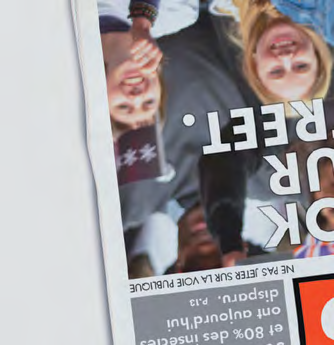 et 80% des insectes
ont aujourd'hui
disparu. P.13
NE PAS JETER SUR LA VOIE PUBLIQUE
OK
UR
REET.